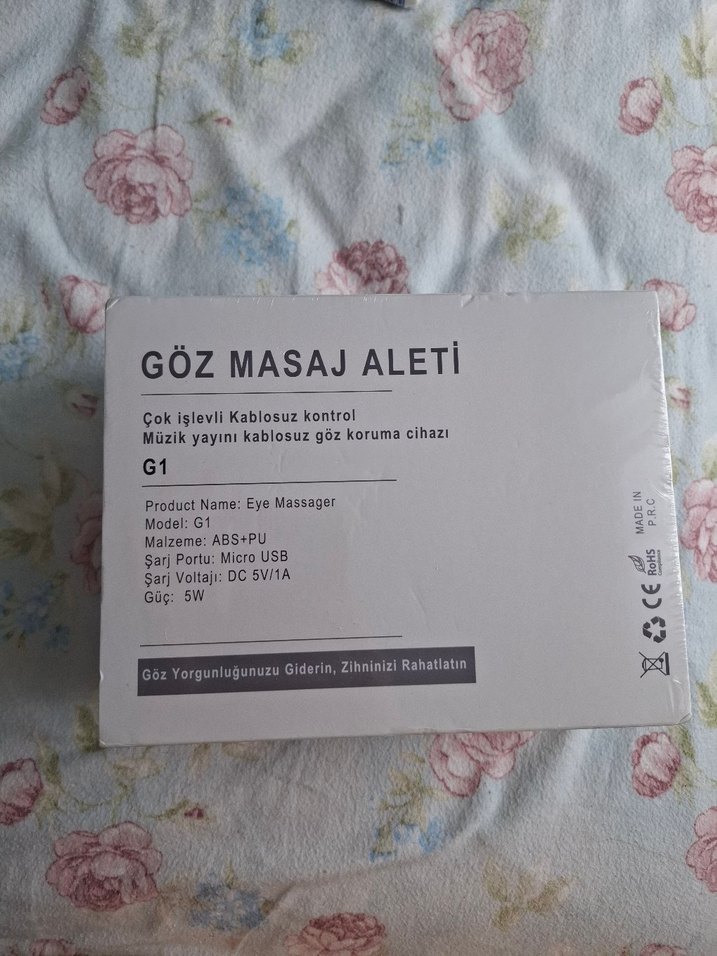 GÖZ MASAJ ALETİ
Çok işlevli Kablosuz kontrol
Müzik yayını kablosuz göz koruma cihazı
G1
Product Name: Eye Massager
Model: G1
Malzeme: ABS+PU
Şarj Portu: Micro USB
Şarj Voltajı: DC 5V/1A
Güç: 5W
Göz Yorgunluğunuzu Giderin, Zihninizi Rahatlatın
MADE IN
P.R.C
CE
RoHS
Compliance